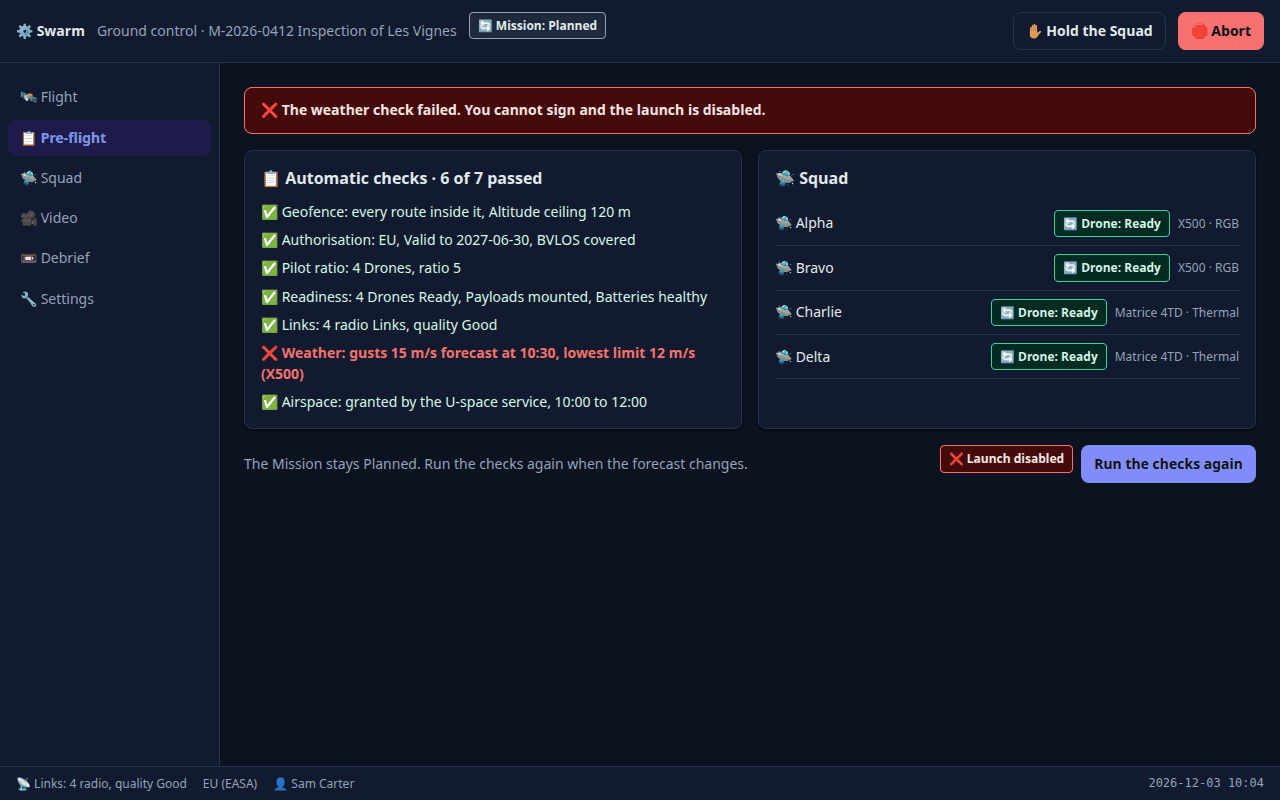 Swarm Ground control · M-2026-0412 Inspection of Les Vignes Mission: Planned Hold the Squad Abort
Flight
Pre-flight
Squad
Video
Debrief
Settings
❌ The weather check failed. You cannot sign and the launch is disabled.
Automatic checks · 6 of 7 passed
✅ Geofence: every route inside it, Altitude ceiling 120 m
✅ Authorisation: EU, Valid to 2027-06-30, BVLOS covered
✅ Pilot ratio: 4 Drones, ratio 5
✅ Readiness: 4 Drones Ready, Payloads mounted, Batteries healthy
✅ Links: 4 radio Links, quality Good
❌ Weather: gusts 15 m/s forecast at 10:30, lowest limit 12 m/s
(X500)
✅ Airspace: granted by the U-space service, 10:00 to 12:00
Squad
Alpha Drone: Ready X500 · RGB
Bravo Drone: Ready X500 · RGB
Charlie Drone: Ready Matrice 4TD · Thermal
Delta Drone: Ready Matrice 4TD · Thermal
The Mission stays Planned. Run the checks again when the forecast changes. ❌ Launch disabled Run the checks again
Links: 4 radio, quality Good EU (EASA) Sam Carter 2026-12-03 10:04